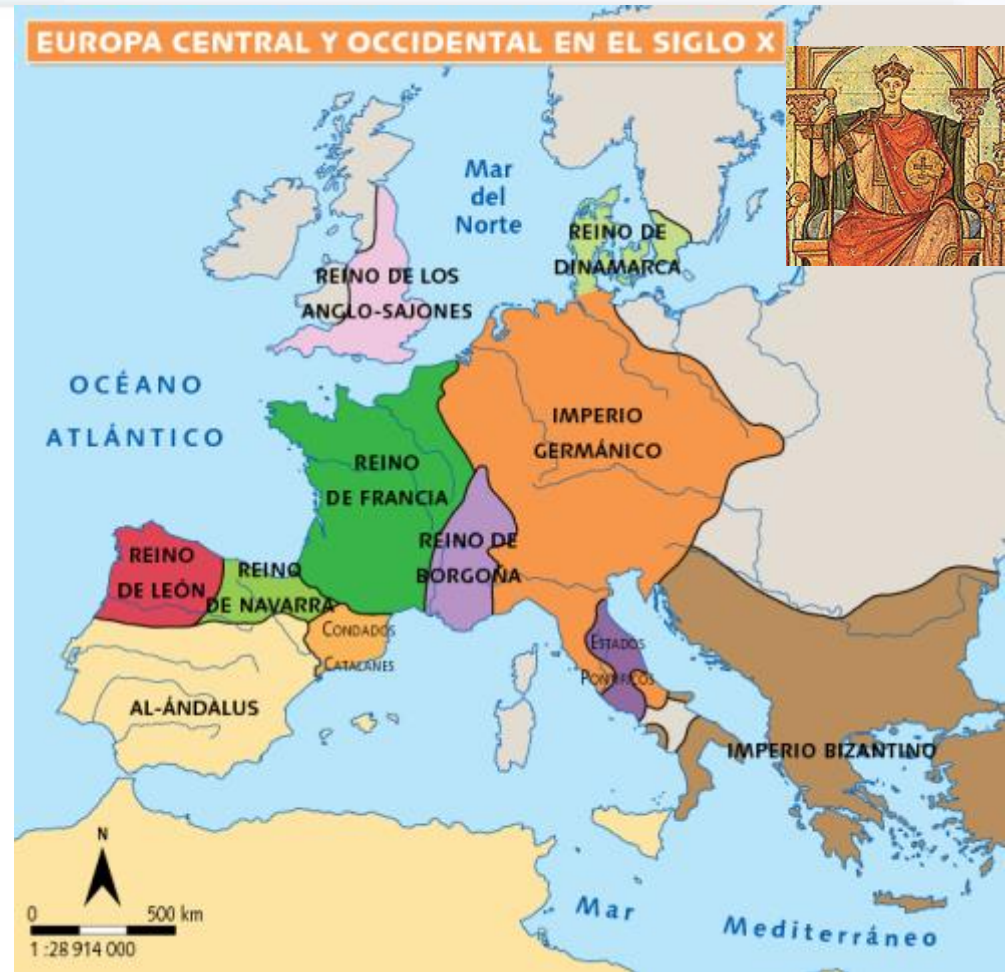 EUROPA CENTRAL Y OCCIDENTAL EN EL SIGLO X
Mar
del
Norte
REINO DE
DINAMARCA
REINO DE LOS
ANGLO-SAJONES
OCÉANO
ATLÁNTICO
IMPERIO
GERMÁNICO
REINO
DE FRANCIA
REINO DE
BORGOÑA
REINO
DE LEÓN
REINO
DE NAVARRA
CONDADOS
CATALANES
ESTADOS
PONTIFICOS
AL-ÁNDALUS
IMPERIO BIZANTINO
N
0 500 km
1 :28 914 000
Mar
Mediterráneo